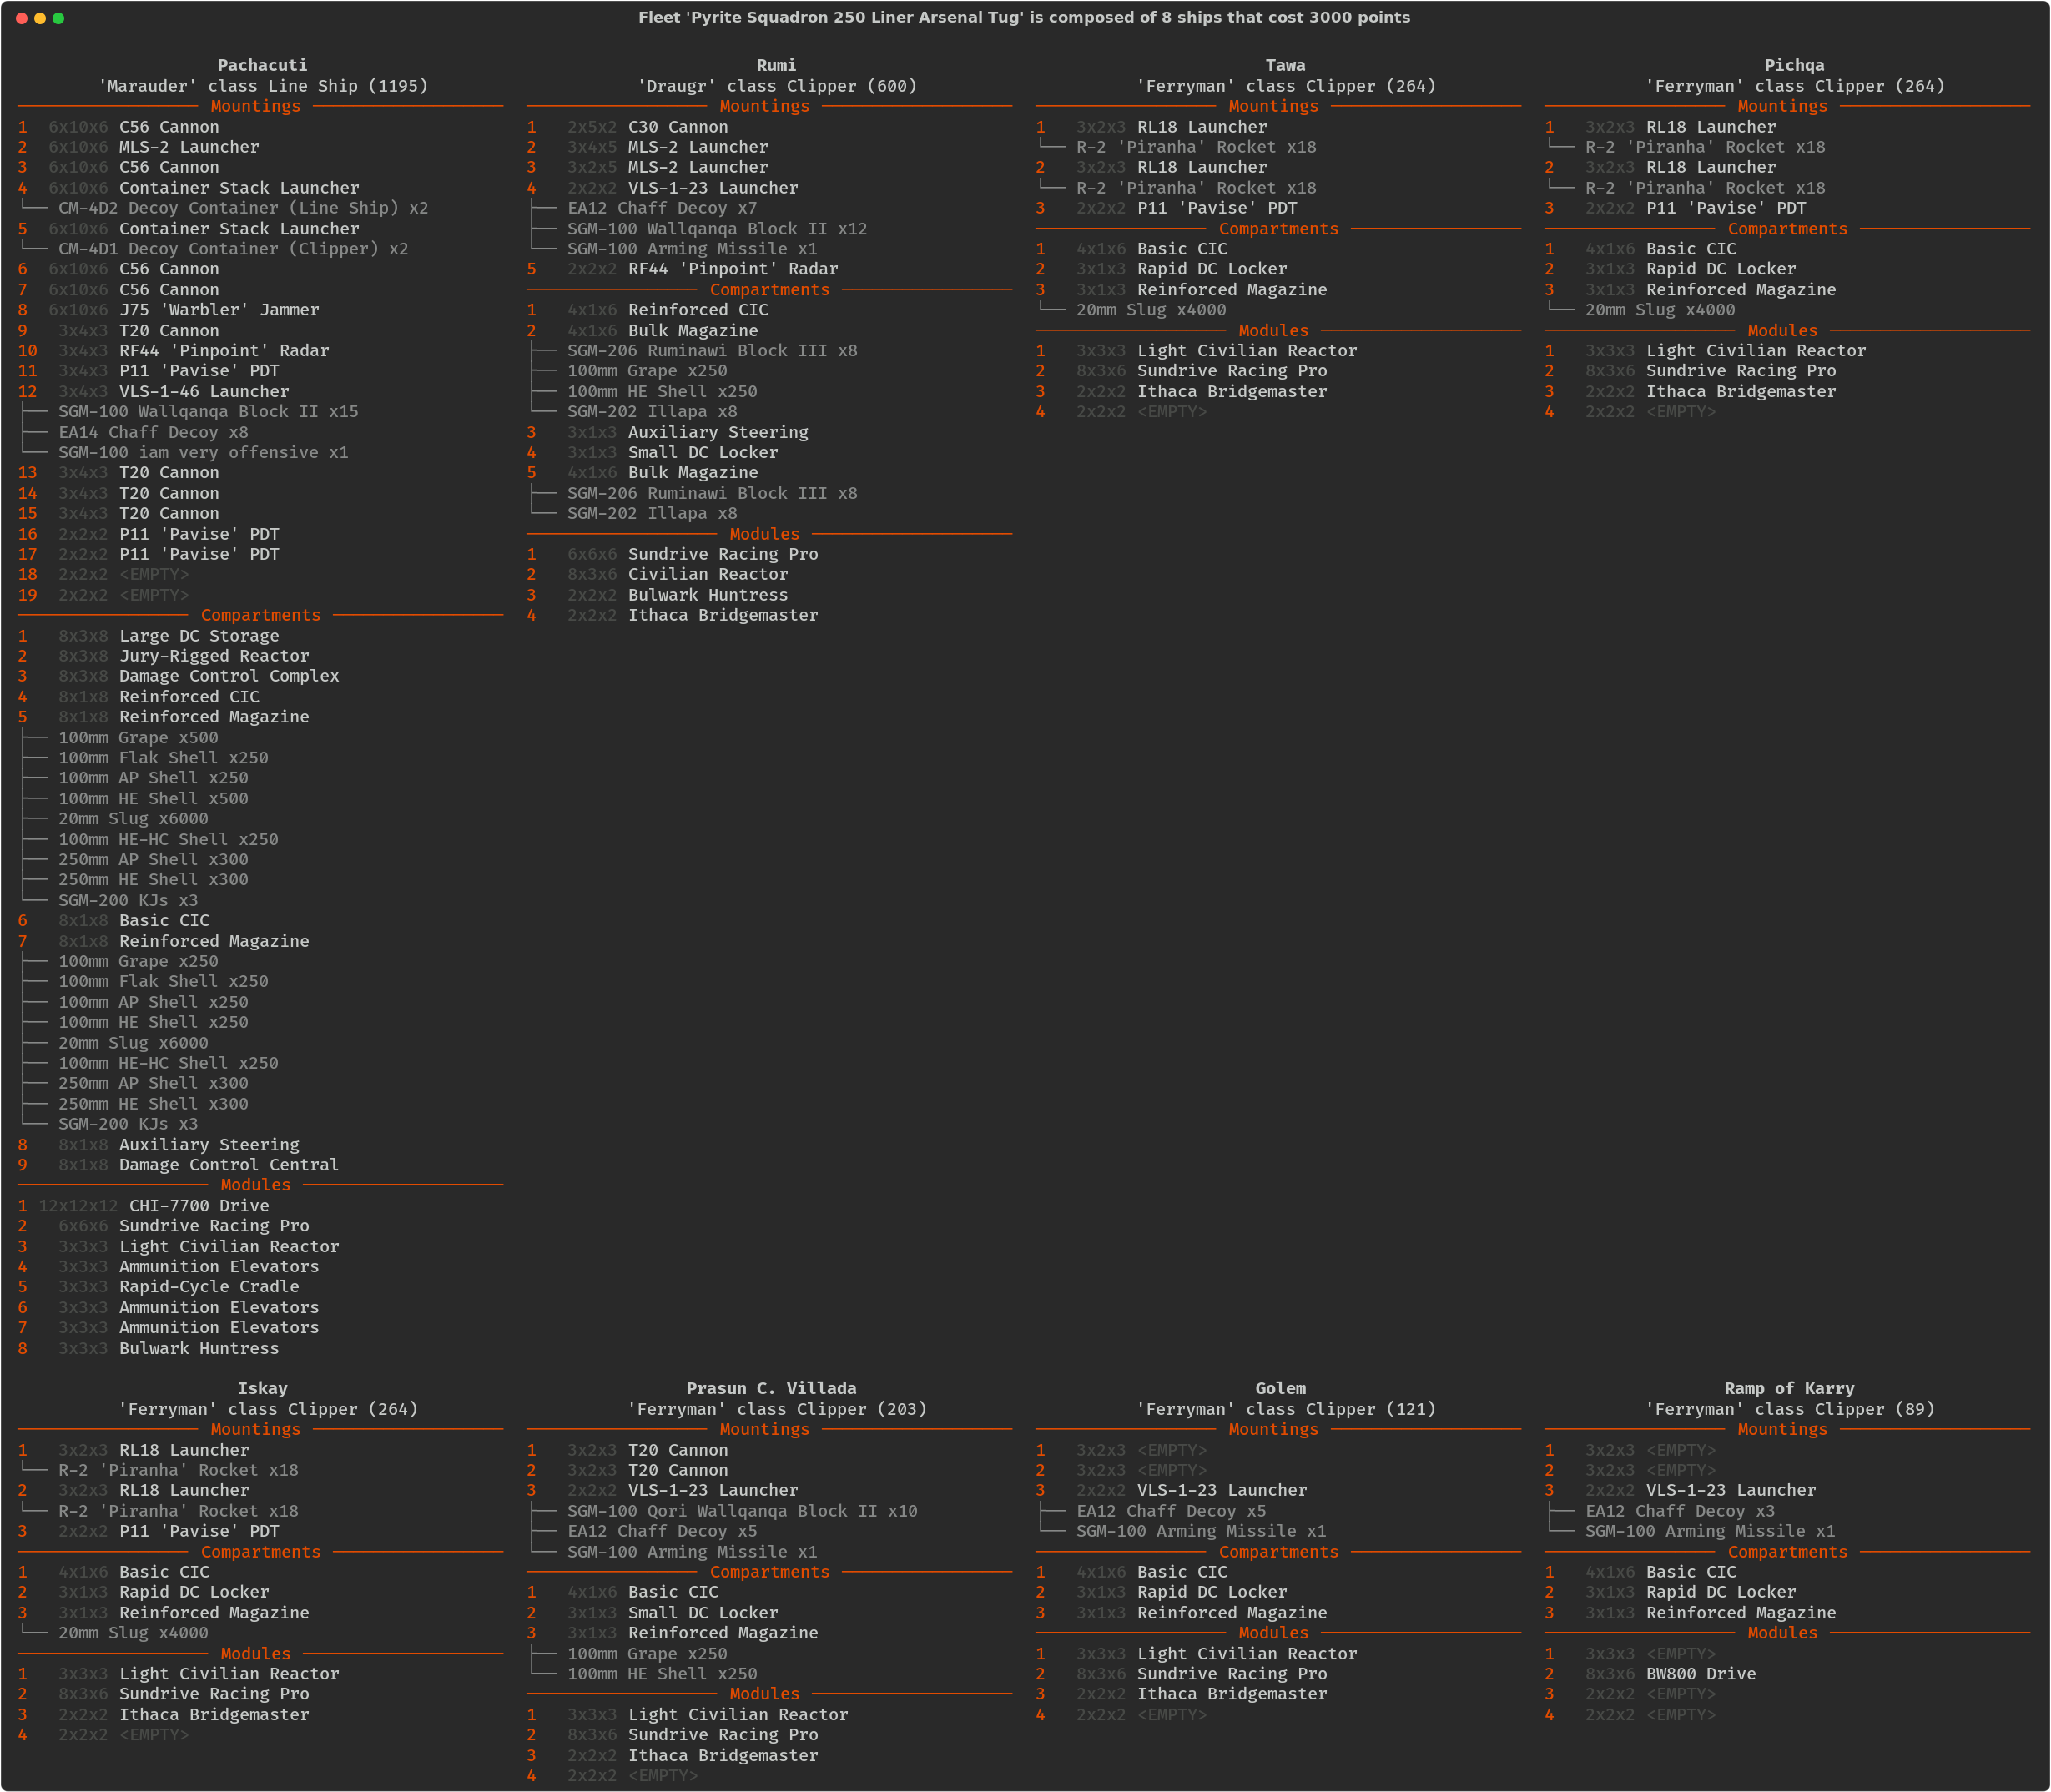 Fleet 'Pyrite Squadron 250 Liner Arsenal Tug' is composed of 8 ships that cost 3000 points
Pachacuti
'Marauder' class Line Ship (1195)
Mountings
1 6x10x6 C56 Cannon
2 6x10x6 MLS-2 Launcher
3 6x10x6 C56 Cannon
4 6x10x6 Container Stack Launcher
CM-4D2 Decoy Container (Line Ship) x2
5 6x10x6 Container Stack Launcher
CM-4D1 Decoy Container (Clipper) x2
6 6x10x6 C56 Cannon
7 6x10x6 C56 Cannon
8 6x10x6 J75 'Warbler' Jammer
9 3x4x3 T20 Cannon
10 3x4x3 RF44 'Pinpoint' Radar
11 3x4x3 P11 'Pavise' PDT
12 3x4x3 VLS-1-46 Launcher
SGM-100 Wallqanqa Block II x15
EA14 Chaff Decoy x8
SGM-100 iam very offensive x1
13 3x4x3 T20 Cannon
14 3x4x3 T20 Cannon
15 3x4x3 T20 Cannon
16 2x2x2 P11 'Pavise' PDT
17 2x2x2 P11 'Pavise' PDT
18 2x2x2 <EMPTY>
19 2x2x2 <EMPTY>
Compartments
1 8x3x8 Large DC Storage
2 8x3x8 Jury-Rigged Reactor
3 8x3x8 Damage Control Complex
4 8x1x8 Reinforced CIC
5 8x1x8 Reinforced Magazine
100mm Grape x500
100mm Flak Shell x250
100mm AP Shell x250
100mm HE Shell x500
20mm Slug x6000
100mm HE-HC Shell x250
250mm AP Shell x300
250mm HE Shell x300
SGM-200 KJs x3
6 8x1x8 Basic CIC
7 8x1x8 Reinforced Magazine
100mm Grape x250
100mm Flak Shell x250
100mm AP Shell x250
100mm HE Shell x250
20mm Slug x6000
100mm HE-HC Shell x250
250mm AP Shell x300
250mm HE Shell x300
SGM-200 KJs x3
8 8x1x8 Auxiliary Steering
9 8x1x8 Damage Control Central
Modules
1 12x12x12 CHI-7700 Drive
2 6x6x6 Sundrive Racing Pro
3 3x3x3 Light Civilian Reactor
4 3x3x3 Ammunition Elevators
5 3x3x3 Rapid-Cycle Cradle
6 3x3x3 Ammunition Elevators
7 3x3x3 Ammunition Elevators
8 3x3x3 Bulwark Huntress
Rumi
'Draugr' class Clipper (600)
Mountings
1 2x5x2 C30 Cannon
2 3x4x5 MLS-2 Launcher
3 3x2x5 MLS-2 Launcher
4 2x2x2 VLS-1-23 Launcher
EA12 Chaff Decoy x7
SGM-100 Wallqanqa Block II x12
SGM-100 Arming Missile x1
5 2x2x2 RF44 'Pinpoint' Radar
Compartments
1 4x1x6 Reinforced CIC
2 4x1x6 Bulk Magazine
SGM-206 Ruminawi Block III x8
100mm Grape x250
100mm HE Shell x250
SGM-202 Illapa x8
3 3x1x3 Auxiliary Steering
4 3x1x3 Small DC Locker
5 4x1x6 Bulk Magazine
SGM-206 Ruminawi Block III x8
SGM-202 Illapa x8
Modules
1 6x6x6 Sundrive Racing Pro
2 8x3x6 Civilian Reactor
3 2x2x2 Bulwark Huntress
4 2x2x2 Ithaca Bridgemaster
Tawa
'Ferryman' class Clipper (264)
Mountings
1 3x2x3 RL18 Launcher
R-2 'Piranha' Rocket x18
2 3x2x3 RL18 Launcher
R-2 'Piranha' Rocket x18
3 2x2x2 P11 'Pavise' PDT
Compartments
1 4x1x6 Basic CIC
2 3x1x3 Rapid DC Locker
3 3x1x3 Reinforced Magazine
20mm Slug x4000
Modules
1 3x3x3 Light Civilian Reactor
2 8x3x6 Sundrive Racing Pro
3 2x2x2 Ithaca Bridgemaster
4 2x2x2 <EMPTY>
Pichqa
'Ferryman' class Clipper (264)
Mountings
1 3x2x3 RL18 Launcher
R-2 'Piranha' Rocket x18
2 3x2x3 RL18 Launcher
R-2 'Piranha' Rocket x18
3 2x2x2 P11 'Pavise' PDT
Compartments
1 4x1x6 Basic CIC
2 3x1x3 Rapid DC Locker
3 3x1x3 Reinforced Magazine
20mm Slug x4000
Modules
1 3x3x3 Light Civilian Reactor
2 8x3x6 Sundrive Racing Pro
3 2x2x2 Ithaca Bridgemaster
4 2x2x2 <EMPTY>
Iskay
'Ferryman' class Clipper (264)
Mountings
1 3x2x3 RL18 Launcher
R-2 'Piranha' Rocket x18
2 3x2x3 RL18 Launcher
R-2 'Piranha' Rocket x18
3 2x2x2 P11 'Pavise' PDT
Compartments
1 4x1x6 Basic CIC
2 3x1x3 Rapid DC Locker
3 3x1x3 Reinforced Magazine
20mm Slug x4000
Modules
1 3x3x3 Light Civilian Reactor
2 8x3x6 Sundrive Racing Pro
3 2x2x2 Ithaca Bridgemaster
4 2x2x2 <EMPTY>
Prasun C. Villada
'Ferryman' class Clipper (203)
Mountings
1 3x2x3 T20 Cannon
2 3x2x3 T20 Cannon
3 2x2x2 VLS-1-23 Launcher
SGM-100 Qori Wallqanqa Block II x10
EA12 Chaff Decoy x5
SGM-100 Arming Missile x1
Compartments
1 4x1x6 Basic CIC
2 3x1x3 Small DC Locker
3 3x1x3 Reinforced Magazine
100mm Grape x250
100mm HE Shell x250
Modules
1 3x3x3 Light Civilian Reactor
2 8x3x6 Sundrive Racing Pro
3 2x2x2 Ithaca Bridgemaster
4 2x2x2 <EMPTY>
Golem
'Ferryman' class Clipper (121)
Mountings
1 3x2x3 <EMPTY>
2 3x2x3 <EMPTY>
3 2x2x2 VLS-1-23 Launcher
EA12 Chaff Decoy x5
SGM-100 Arming Missile x1
Compartments
1 4x1x6 Basic CIC
2 3x1x3 Rapid DC Locker
3 3x1x3 Reinforced Magazine
Modules
1 3x3x3 Light Civilian Reactor
2 8x3x6 Sundrive Racing Pro
3 2x2x2 Ithaca Bridgemaster
4 2x2x2 <EMPTY>
Ramp of Karry
'Ferryman' class Clipper (89)
Mountings
1 3x2x3 <EMPTY>
2 3x2x3 <EMPTY>
3 2x2x2 VLS-1-23 Launcher
EA12 Chaff Decoy x3
SGM-100 Arming Missile x1
Compartments
1 4x1x6 Basic CIC
2 3x1x3 Rapid DC Locker
3 3x1x3 Reinforced Magazine
Modules
1 3x3x3 <EMPTY>
2 8x3x6 BW800 Drive
3 2x2x2 <EMPTY>
4 2x2x2 <EMPTY>